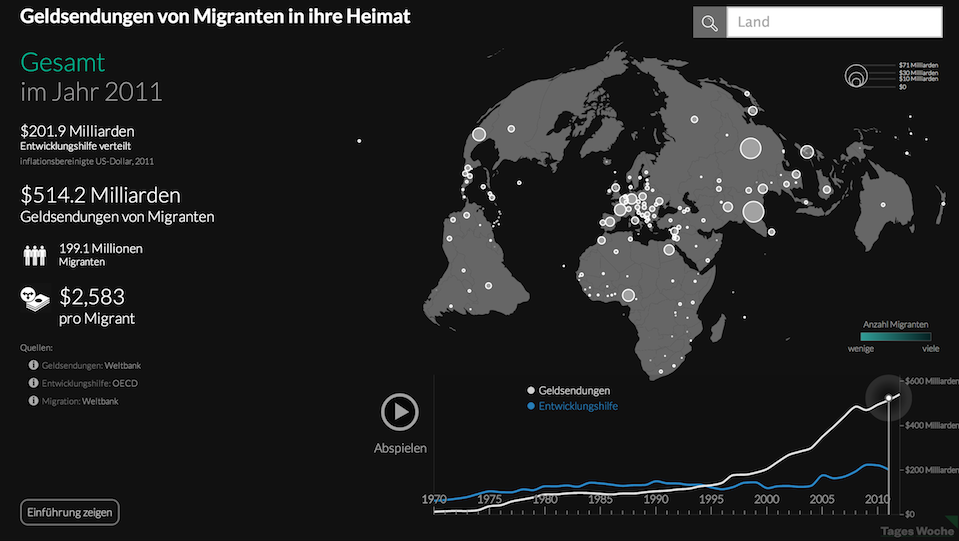 Geldsendungen von Migranten in ihre Heimat
Land
Gesamt
im Jahr 2011
$201.9 Milliarden
Entwicklungshilfe verteilt
inflationsbereinigte US-Dollar, 2011
$514.2 Milliarden
Geldsendungen von Migranten
199.1 Millionen
Migranten
$2,583
pro Migrant
Quellen:
Geldsendungen: Weltbank
Entwicklungshilfe: OECD
Migration: Weltbank
Einführung zeigen
$71 Milliarden
$30 Milliarden
$10 Milliarden
$0
Anzahl Migranten
wenige viele
Abspielen
Geldsendungen
Entwicklungshilfe
$600 Milliarden
$400 Milliarden
$200 Milliarden
$0
1970 1975 1980 1985 1990 1995 2000 2005 2010
Tages Woche